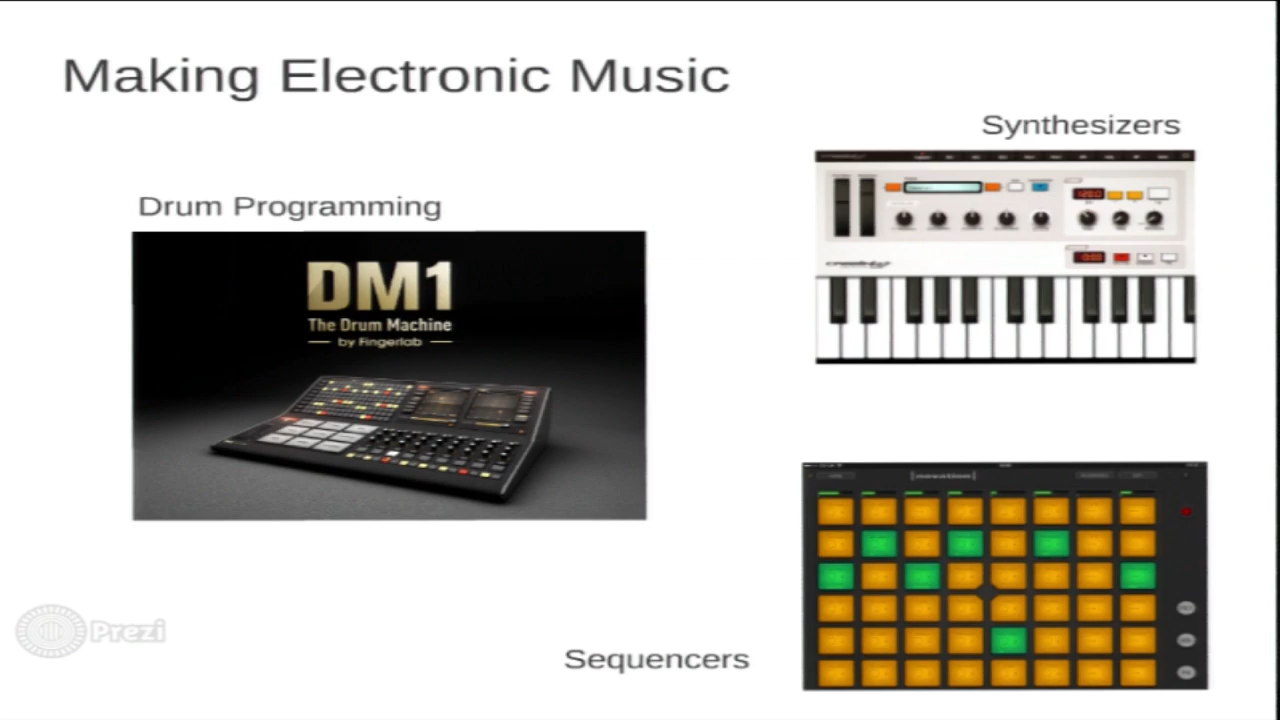 Making Electronic Music
Synthesizers
Drum Programming
DM1
The Drum Machine
by Fingerlab
novation
Prezi
Sequencers